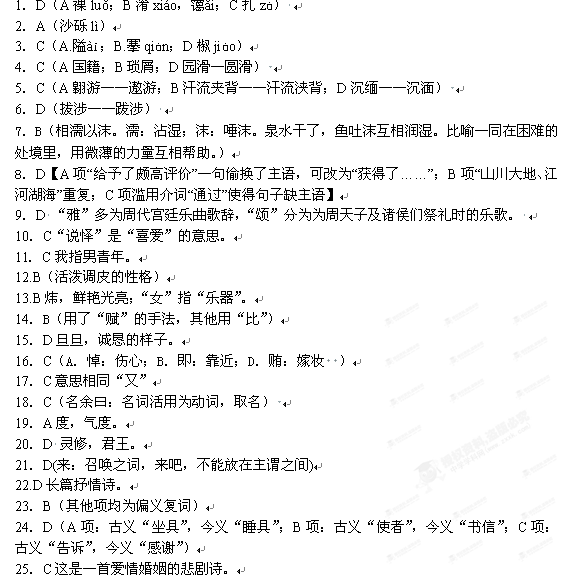 1. D（A 裸 luǒ；B 淆 xiáo，霭ǎi；C 扎 zā）
2. A（沙砾 lì）
3. C（A.隘ài；B.搴 qiān；D 椒 jiāo）
4. C（A 国籍；B 琐屑；D 园滑一圆滑）
5. C（A 翱游一一遨游；B 汗流夹背一一汗流浃背；D 沉缅一一沉湎）
6. D（拔涉一一跋涉）
7. B（相濡以沫。濡：沾湿；沫：唾沫。泉水干了，鱼吐沫互相润湿。比喻一同在困难的
处境里，用微薄的力量互相帮助。）
8. D【A 项“给予了颇高评价”一句偷换了主语，可改为“获得了……”；B 项“山川大地、江
河湖海”重复；C 项滥用介词“通过”使得句子缺主语】
9. D “雅”多为周代宫廷乐曲歌辞，“颂”分为为周天子及诸侯们祭礼时的乐歌。
10. C“说怿”是“喜爱”的意思。
11. C 我指男青年。
12.B（活泼调皮的性格）
13.B 炜，鲜艳光亮；“女”指“乐器”。
14. B（用了“赋”的手法，其他用“比”）
15. D 旦旦，诚恳的样子。
16. C（A. 悼：伤心；B. 即：靠近；D. 贿：嫁妆）
17. C 意思相同“又”
18. C（名余曰：名词活用为动词，取名）
19. A 度，气度。
20. D 灵修，君王。
21. D(来：召唤之词，来吧，不能放在主谓之间)
22.D 长篇抒情诗。
23. B（其他项均为偏义复词）
24. D（A 项：古义“坐具”，今义“睡具”；B 项：古义“使者”，今义“书信”；C 项：
古义“告诉”，今义“感谢”）
25. C 这是一首爱情婚姻的悲剧诗。